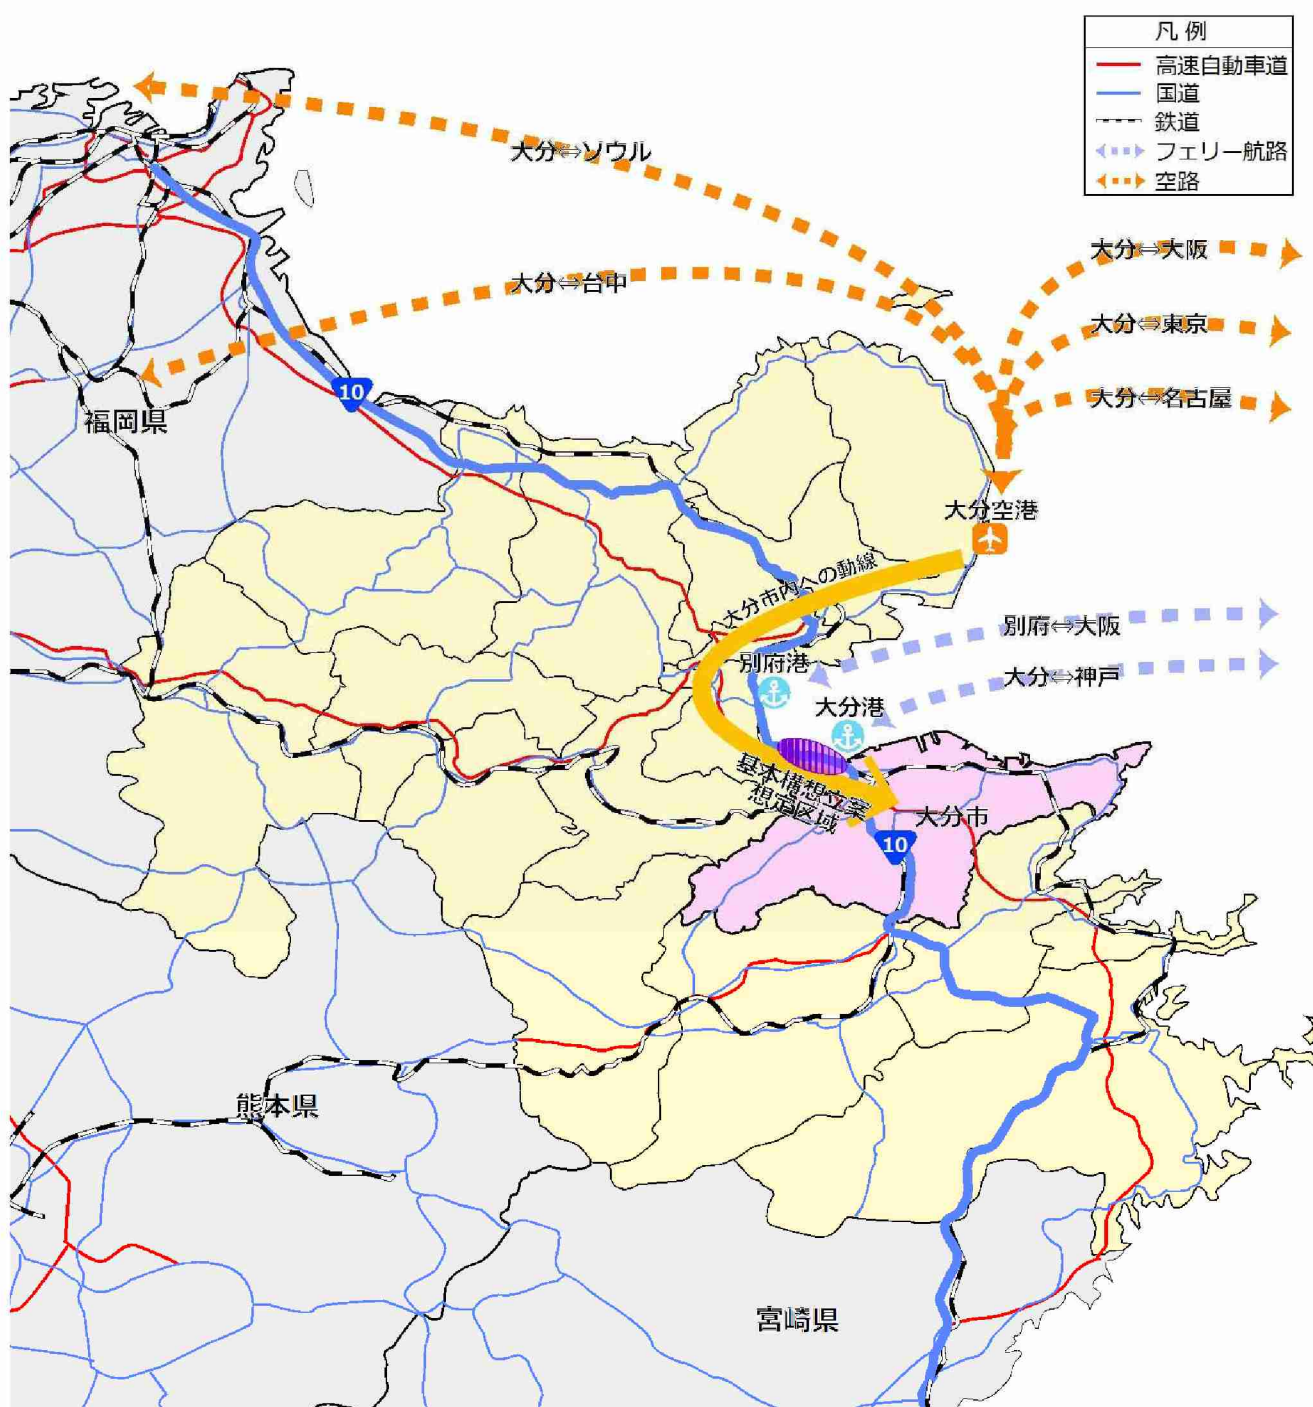 凡例
高速自動車道
国道
鉄道
フェリー航路
空路
大分⇔ソウル
大分⇔大阪
大分⇔台中
大分⇔東京
10
大分⇔名古屋
福岡県
大分空港
大分市内への動線
別府⇔大阪
別府港
大分⇔神戸
大分港
基本構想立案
想定区域
大分市
10
熊本県
宮崎県